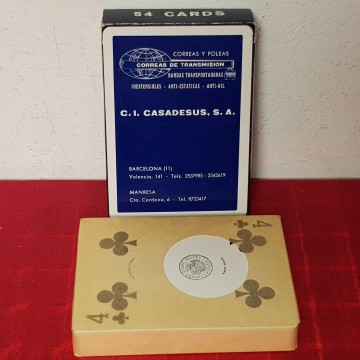 54 CARDS
CORREAS Y POLEAS
CORREAS DE TRANSMISION
BANDAS TRANSPORTADORAS
INEXTENSIBLES - ANTI-ESTATICAS - ANTI-OIL
C. I. CASADESUS, S. A.
BARCELONA (11)
Valencia, 141 - Tels. 2537985 - 2542619
MANRESA
Ctra. Cardona, 6 - Tel. 8723417
4
4